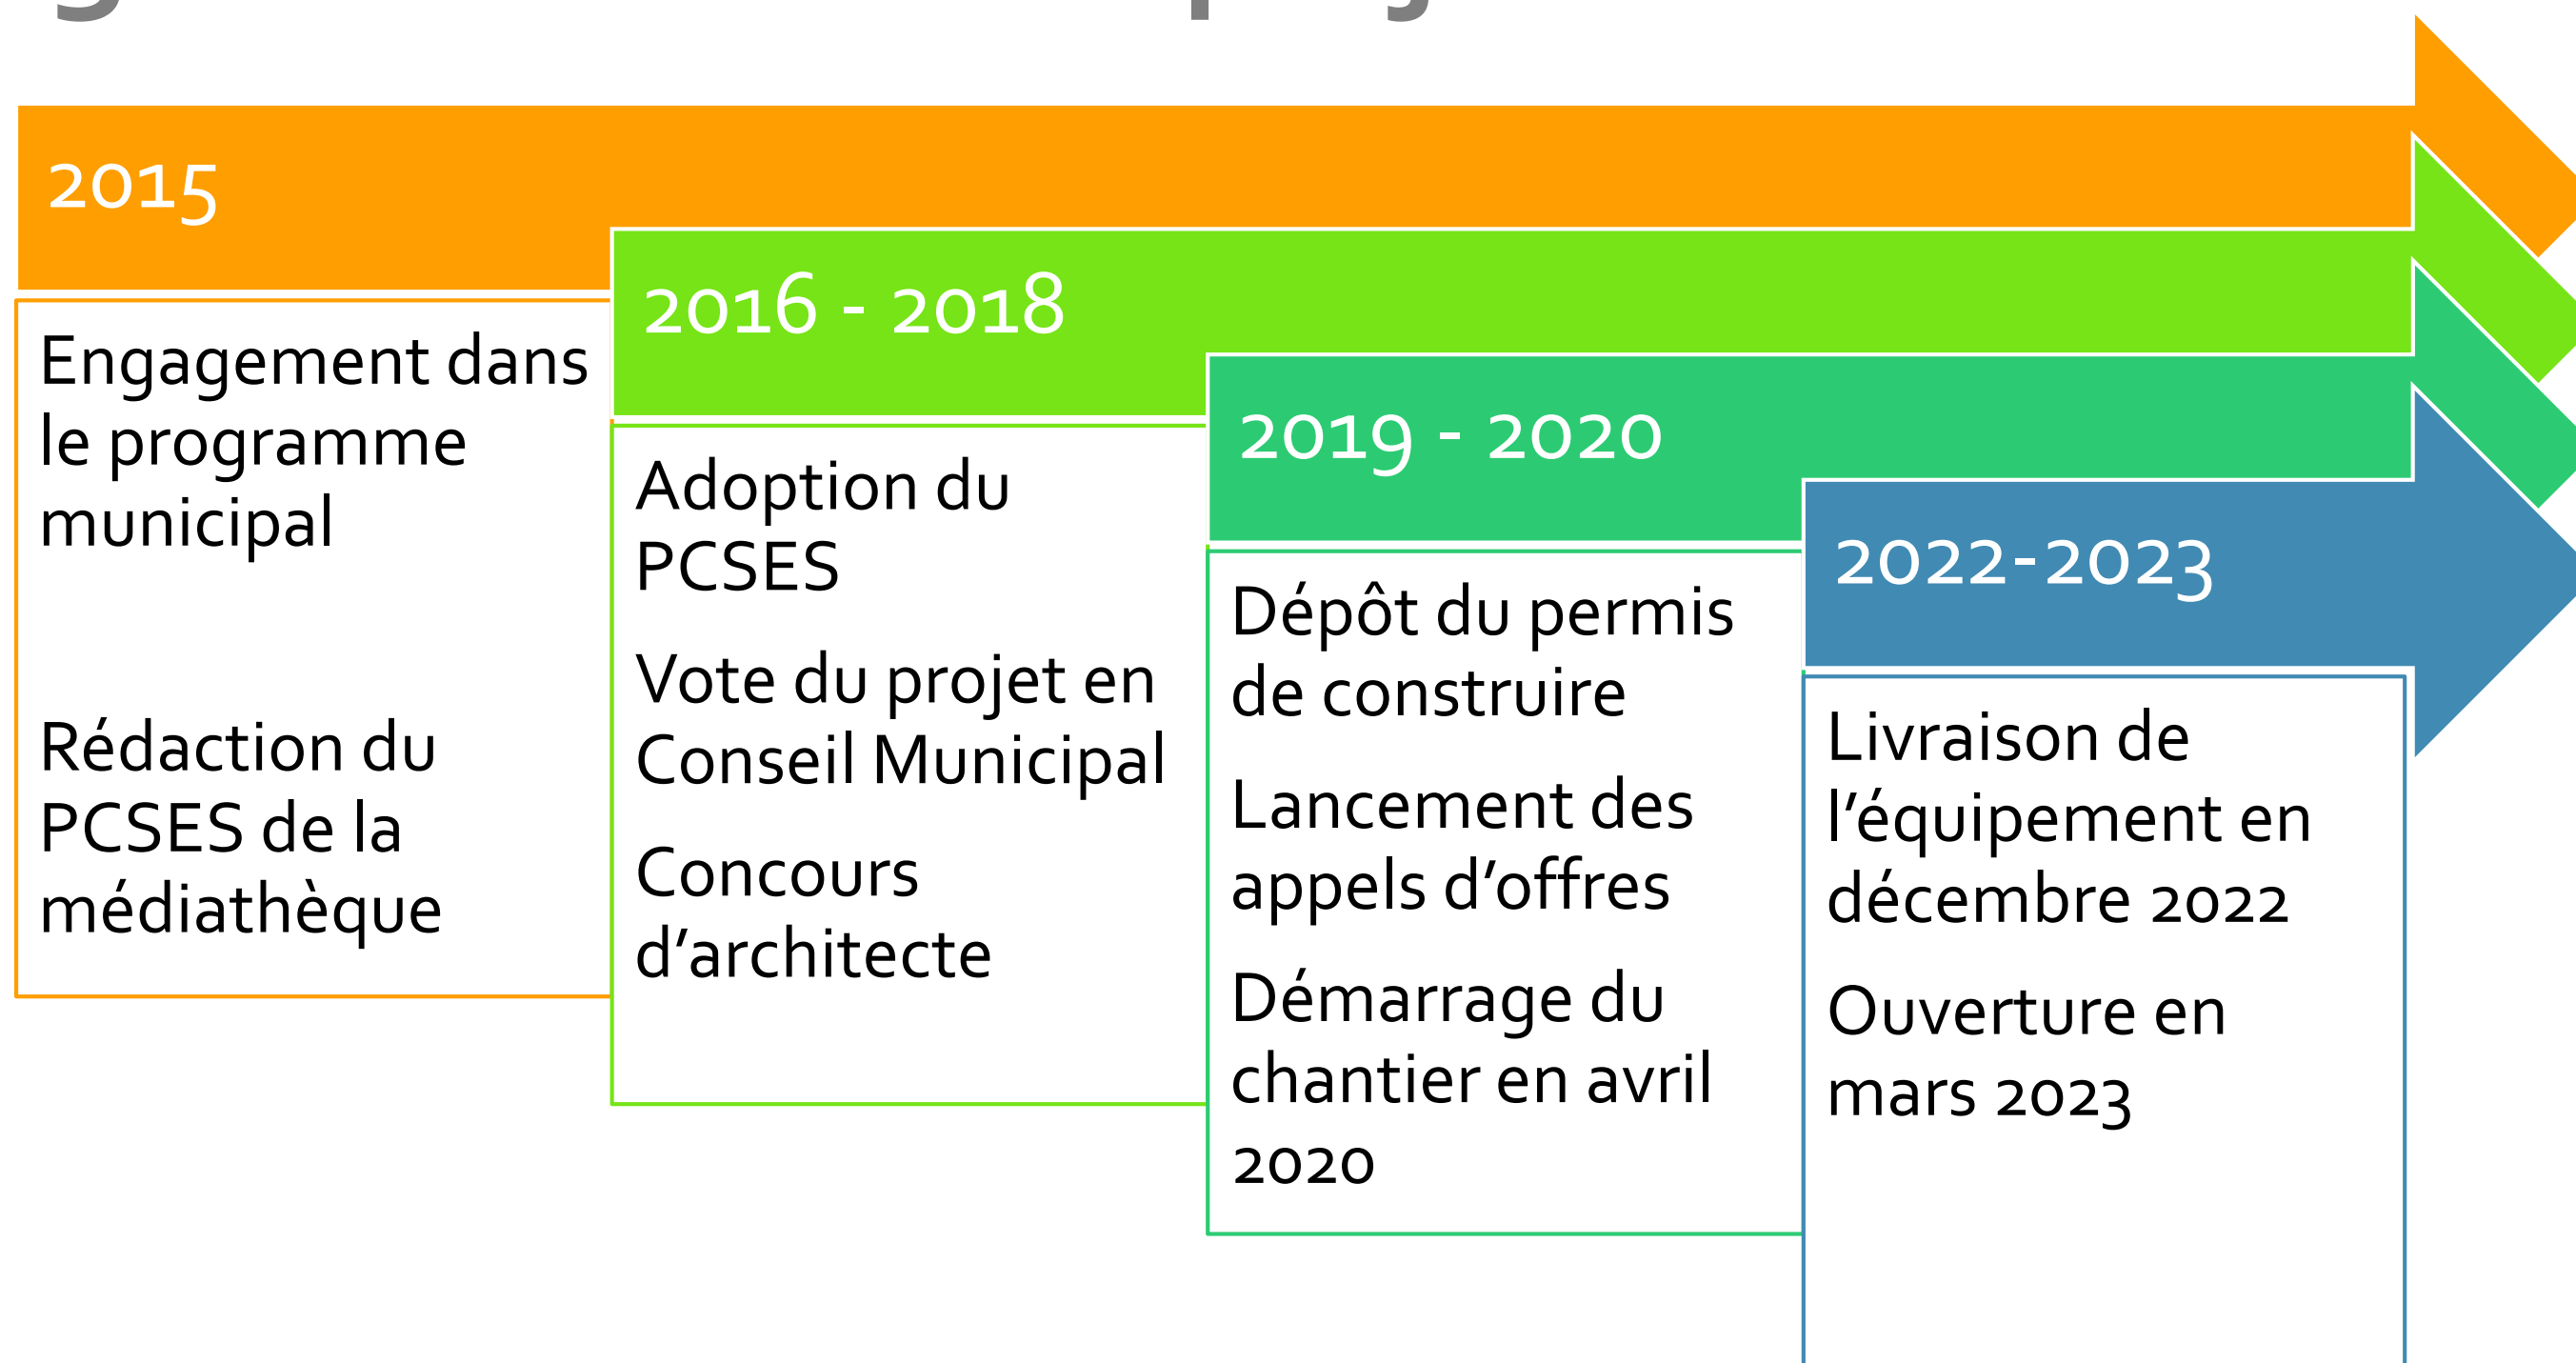 2015
Engagement dans
le programme
municipal
Rédaction du
PCSES de la
médiathèque
2016 - 2018
Adoption du
PCSES
Vote du projet en
Conseil Municipal
Concours
d’architecte
2019 - 2020
Dépôt du permis
de construire
Lancement des
appels d’offres
Démarrage du
chantier en avril
2020
2022-2023
Livraison de
l’équipement en
décembre 2022
Ouverture en
mars 2023